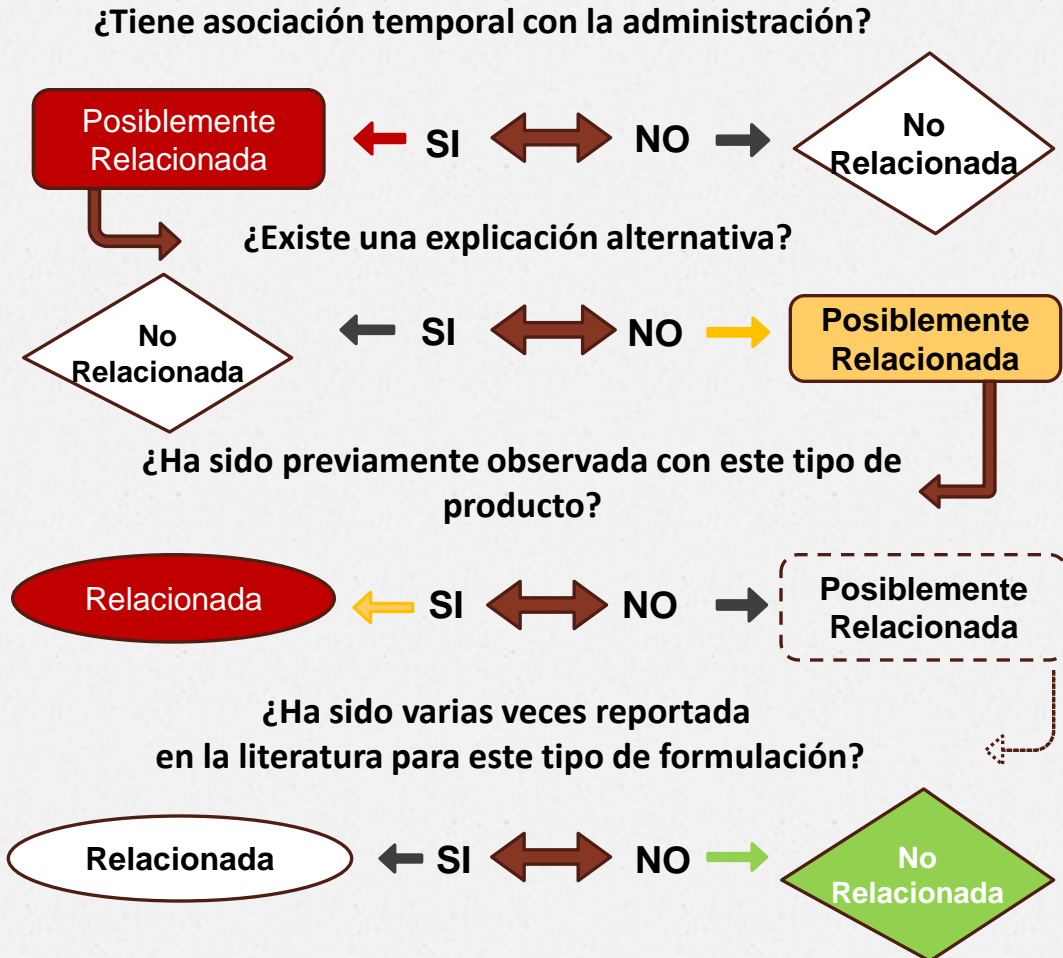 ¿Tiene asociación temporal con la administración?
Posiblemente
Relacionada
SI
NO
No
Relacionada
¿Existe una explicación alternativa?
No
Relacionada
SI
NO
Posiblemente
Relacionada
¿Ha sido previamente observada con este tipo de
producto?
Relacionada
SI
NO
Posiblemente
Relacionada
¿Ha sido varias veces reportada
en la literatura para este tipo de formulación?
Relacionada
SI
NO
No
Relacionada